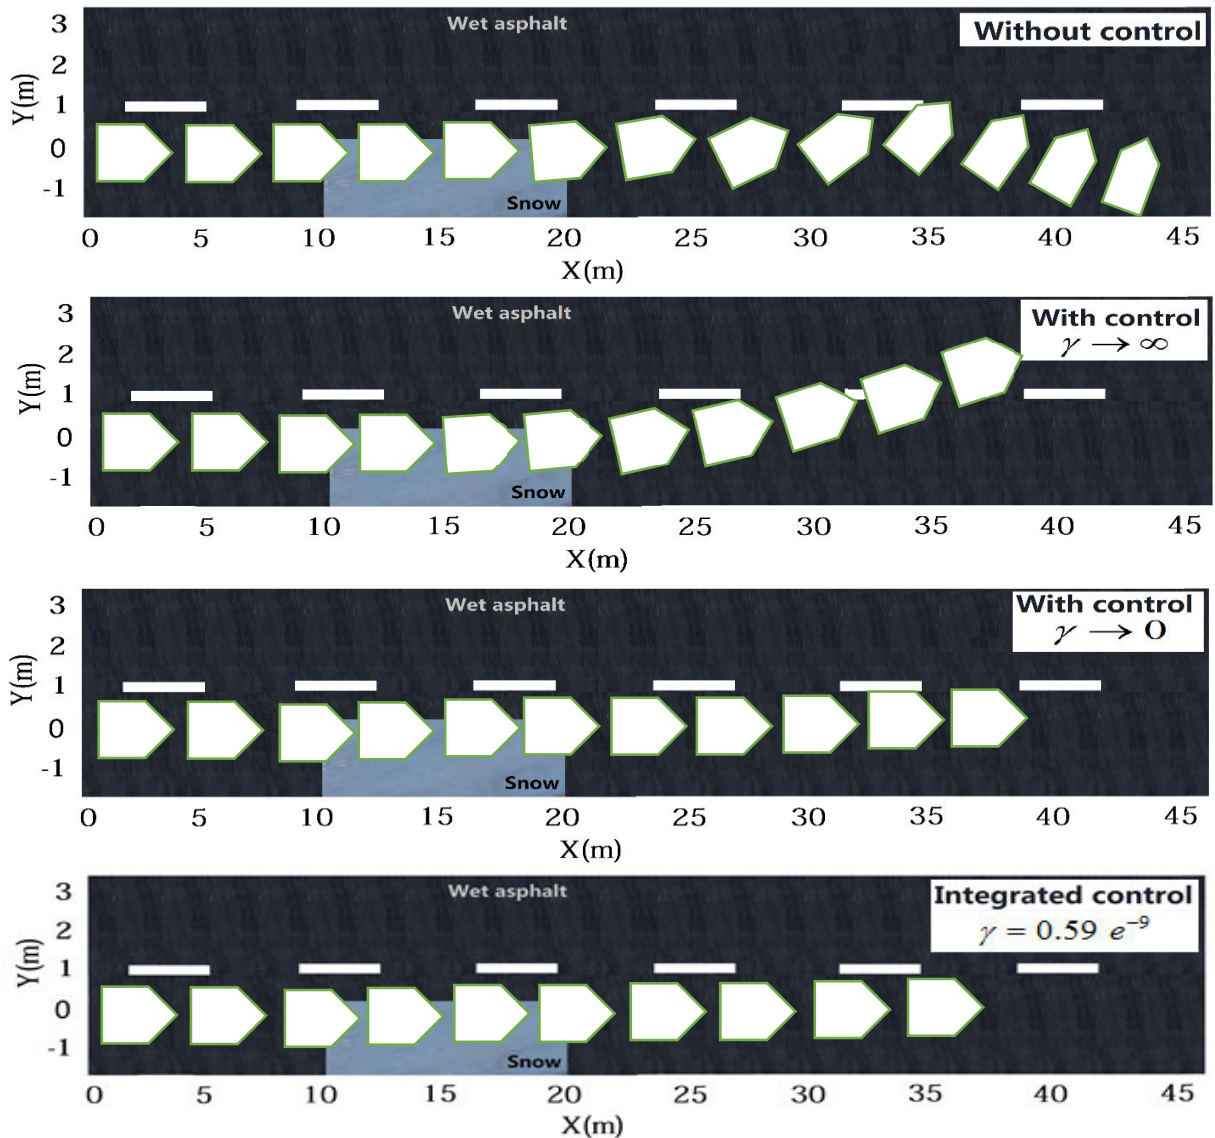 3
Wet asphalt
Without control
2
Y(m)
1
0
-1
Snow
0 5 10 15 20 25 30 35 40 45
X(m)
3
Wet asphalt
With control
γ → ∞
2
Y(m)
1
0
-1
Snow
0 5 10 15 20 25 30 35 40 45
X(m)
3
Wet asphalt
With control
γ → 0
2
Y(m)
1
0
-1
Snow
0 5 10 15 20 25 30 35 40 45
X(m)
3
Wet asphalt
Integrated control
γ = 0.59 e⁻⁹
2
Y(m)
1
0
-1
Snow
0 5 10 15 20 25 30 35 40 45
X(m)